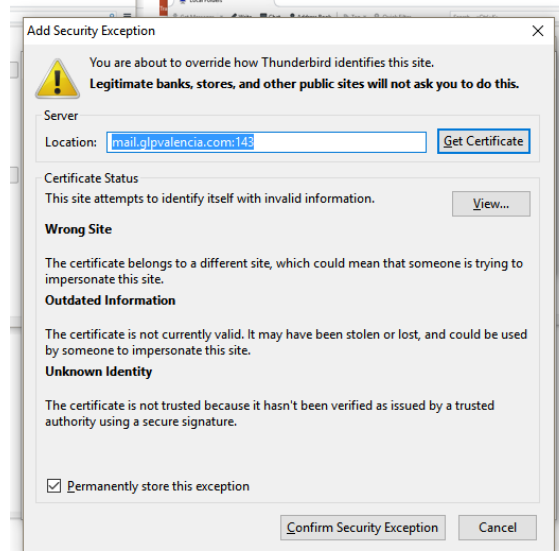 Local Folders
Add Security Exception
You are about to override how Thunderbird identifies this site.
Legitimate banks, stores, and other public sites will not ask you to do this.
Server
Location: mail.glpvalencia.com:143 Get Certificate
Certificate Status
This site attempts to identify itself with invalid information. View...
Wrong Site
The certificate belongs to a different site, which could mean that someone is trying to
impersonate this site.
Outdated Information
The certificate is not currently valid. It may have been stolen or lost, and could be used
by someone to impersonate this site.
Unknown Identity
The certificate is not trusted because it hasn't been verified as issued by a trusted
authority using a secure signature.
Permanently store this exception
Confirm Security Exception Cancel